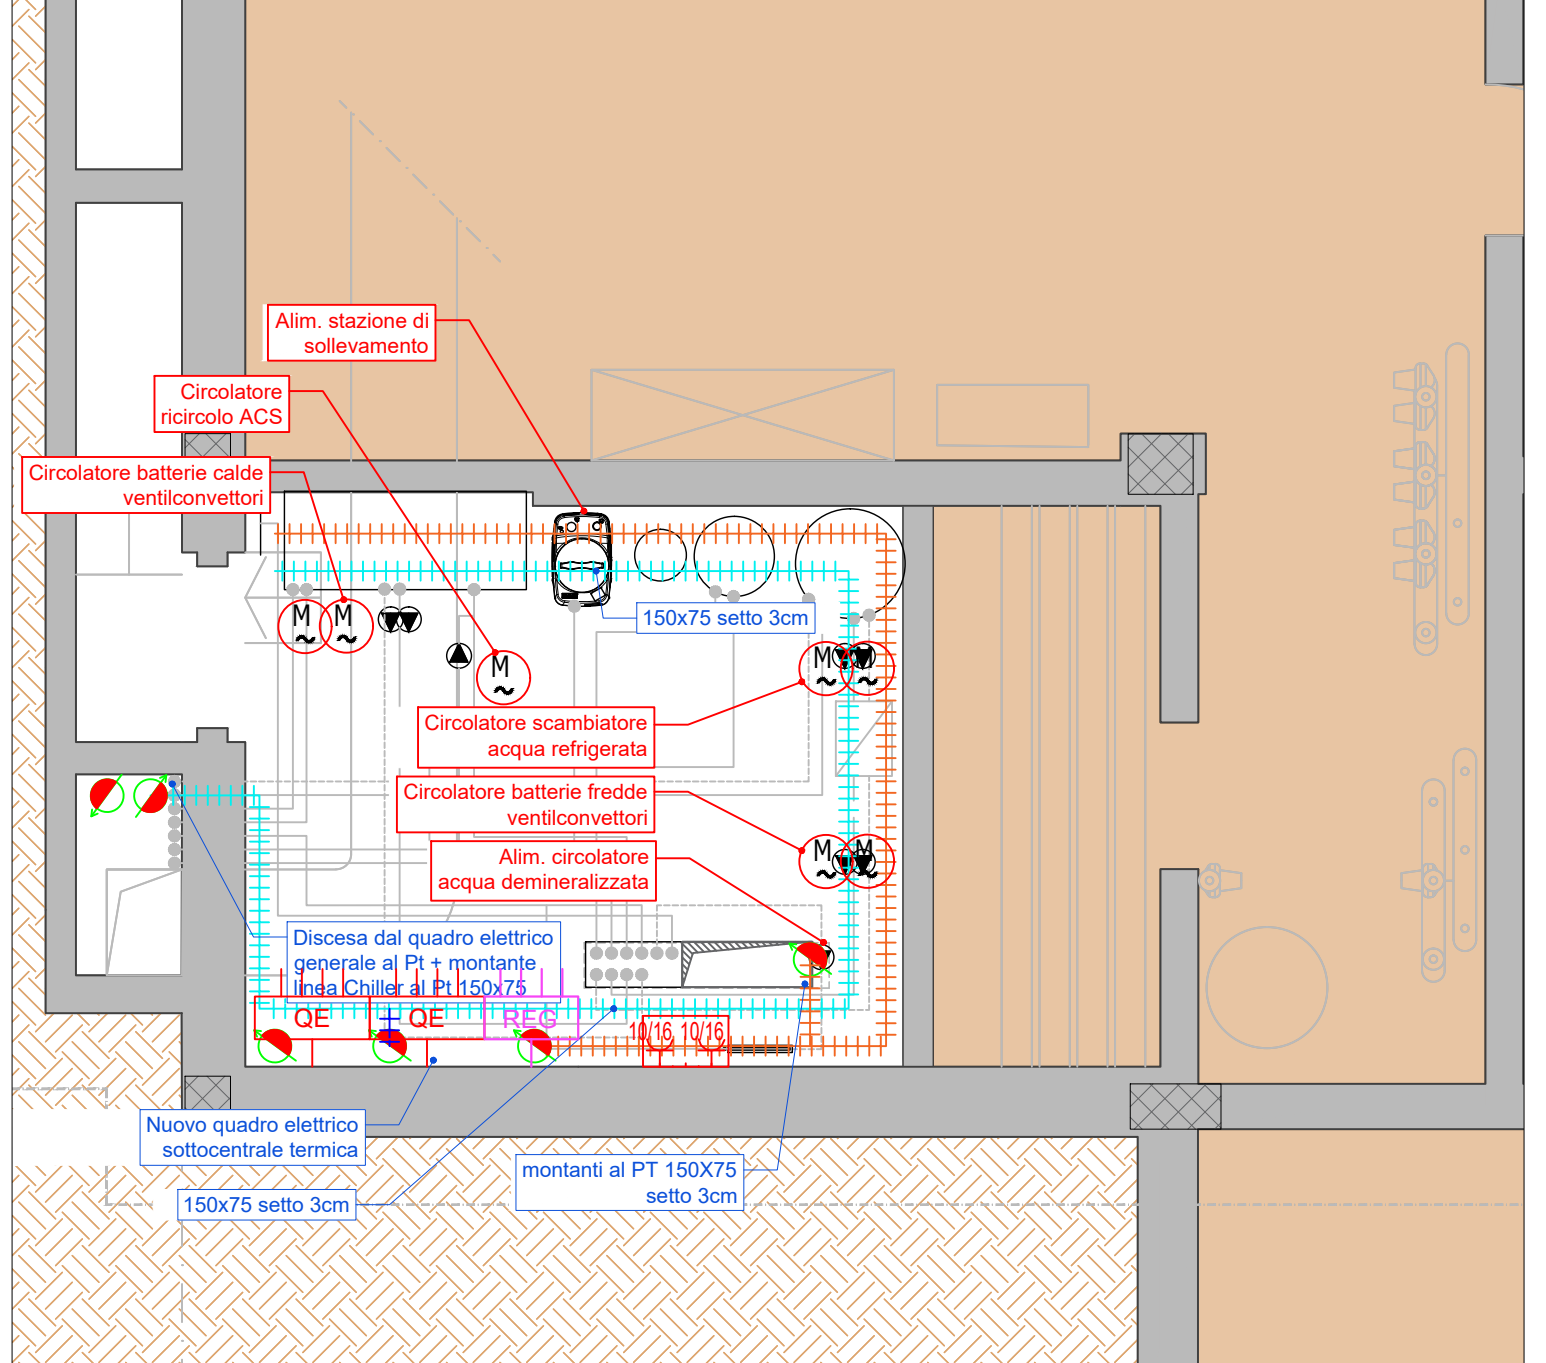 Alim. stazione di
sollevamento
Circolatore
ricircolo ACS
Circolatore batterie calde
ventilconvettori
150x75 setto 3cm
M
M
M
M
M
Circolatore scambiatore
acqua refrigerata
Circolatore batterie fredde
ventilconvettori
M
M
Alim. circolatore
acqua demineralizzata
Discesa dal quadro elettrico
generale al Pt + montante
linea Chiller al Pt 150x75
QE
QE
REG
10/16
10/16
Nuovo quadro elettrico
sottocentrale termica
150x75 setto 3cm
montanti al PT 150X75
setto 3cm